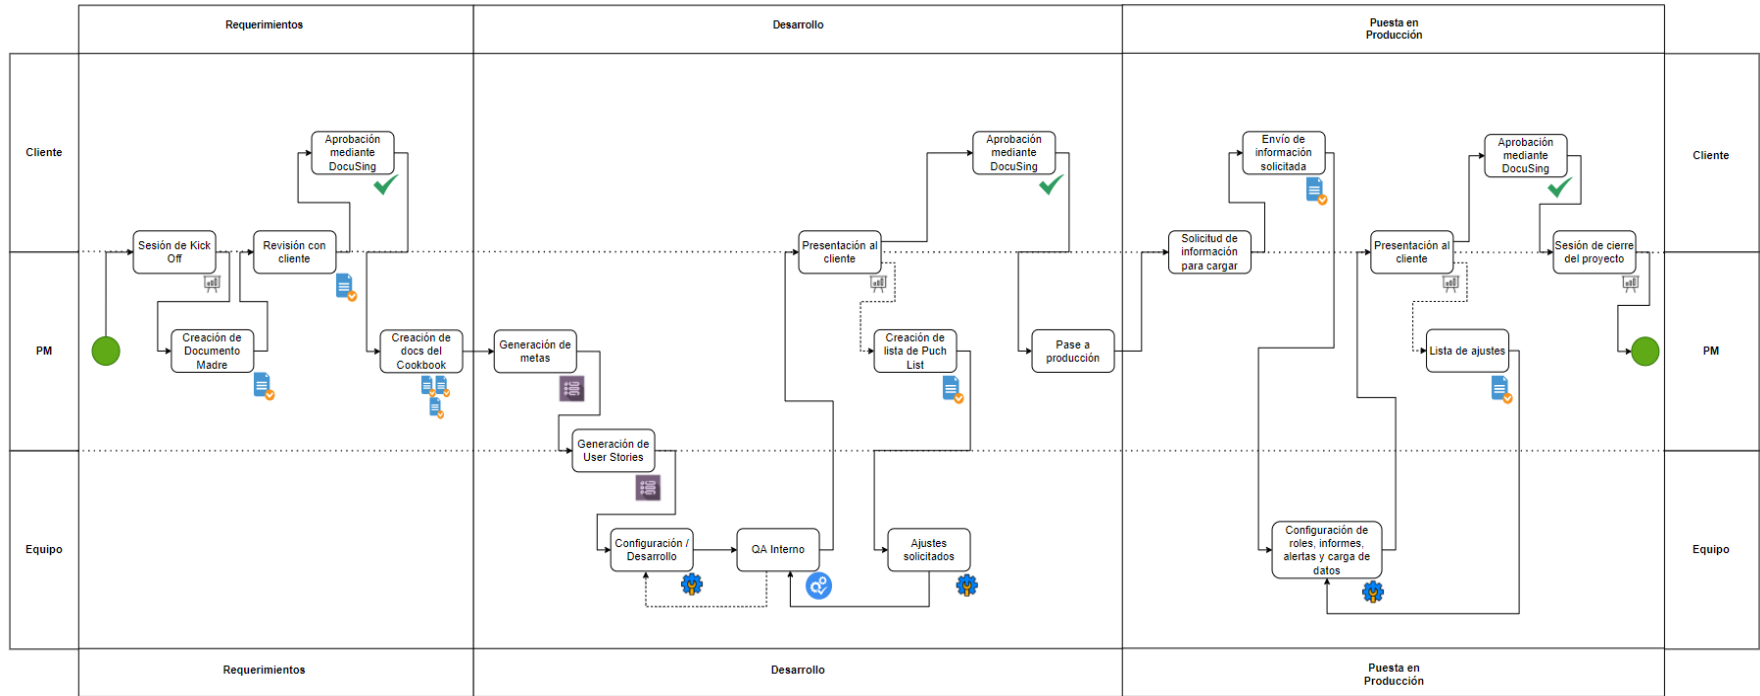 Requerimientos
Desarrollo
Puesta en
Producción
Cliente
Aprobación
mediante
DocuSing
Aprobación
mediante
DocuSing
Envío de
información
solicitada
Aprobación
mediante
DocuSing
Cliente
Sesión de Kick
Off
Revisión con
cliente
Presentación al
cliente
Solicitud de
información
para cargar
Presentación al
cliente
Sesión de cierre
del proyecto
PM
Creación de
Documento
Madre
Creación de
docs del
Cookbook
Generación de
metas
Creación de
lista de Puch
List
Pase a
producción
Lista de ajustes
PM
Generación de
User Stories
Equipo
Configuración /
Desarrollo
QA Interno
Ajustes
solicitados
Configuración de
roles, informes,
alertas y carga de
datos
Equipo
Requerimientos
Desarrollo
Puesta en
Producción